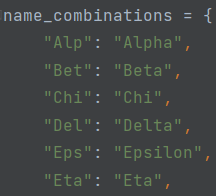 name_combinations = {
"Alp": "Alpha",
"Bet": "Beta",
"Chi": "Chi",
"Del": "Delta",
"Eps": "Epsilon",
"Eta": "Eta",